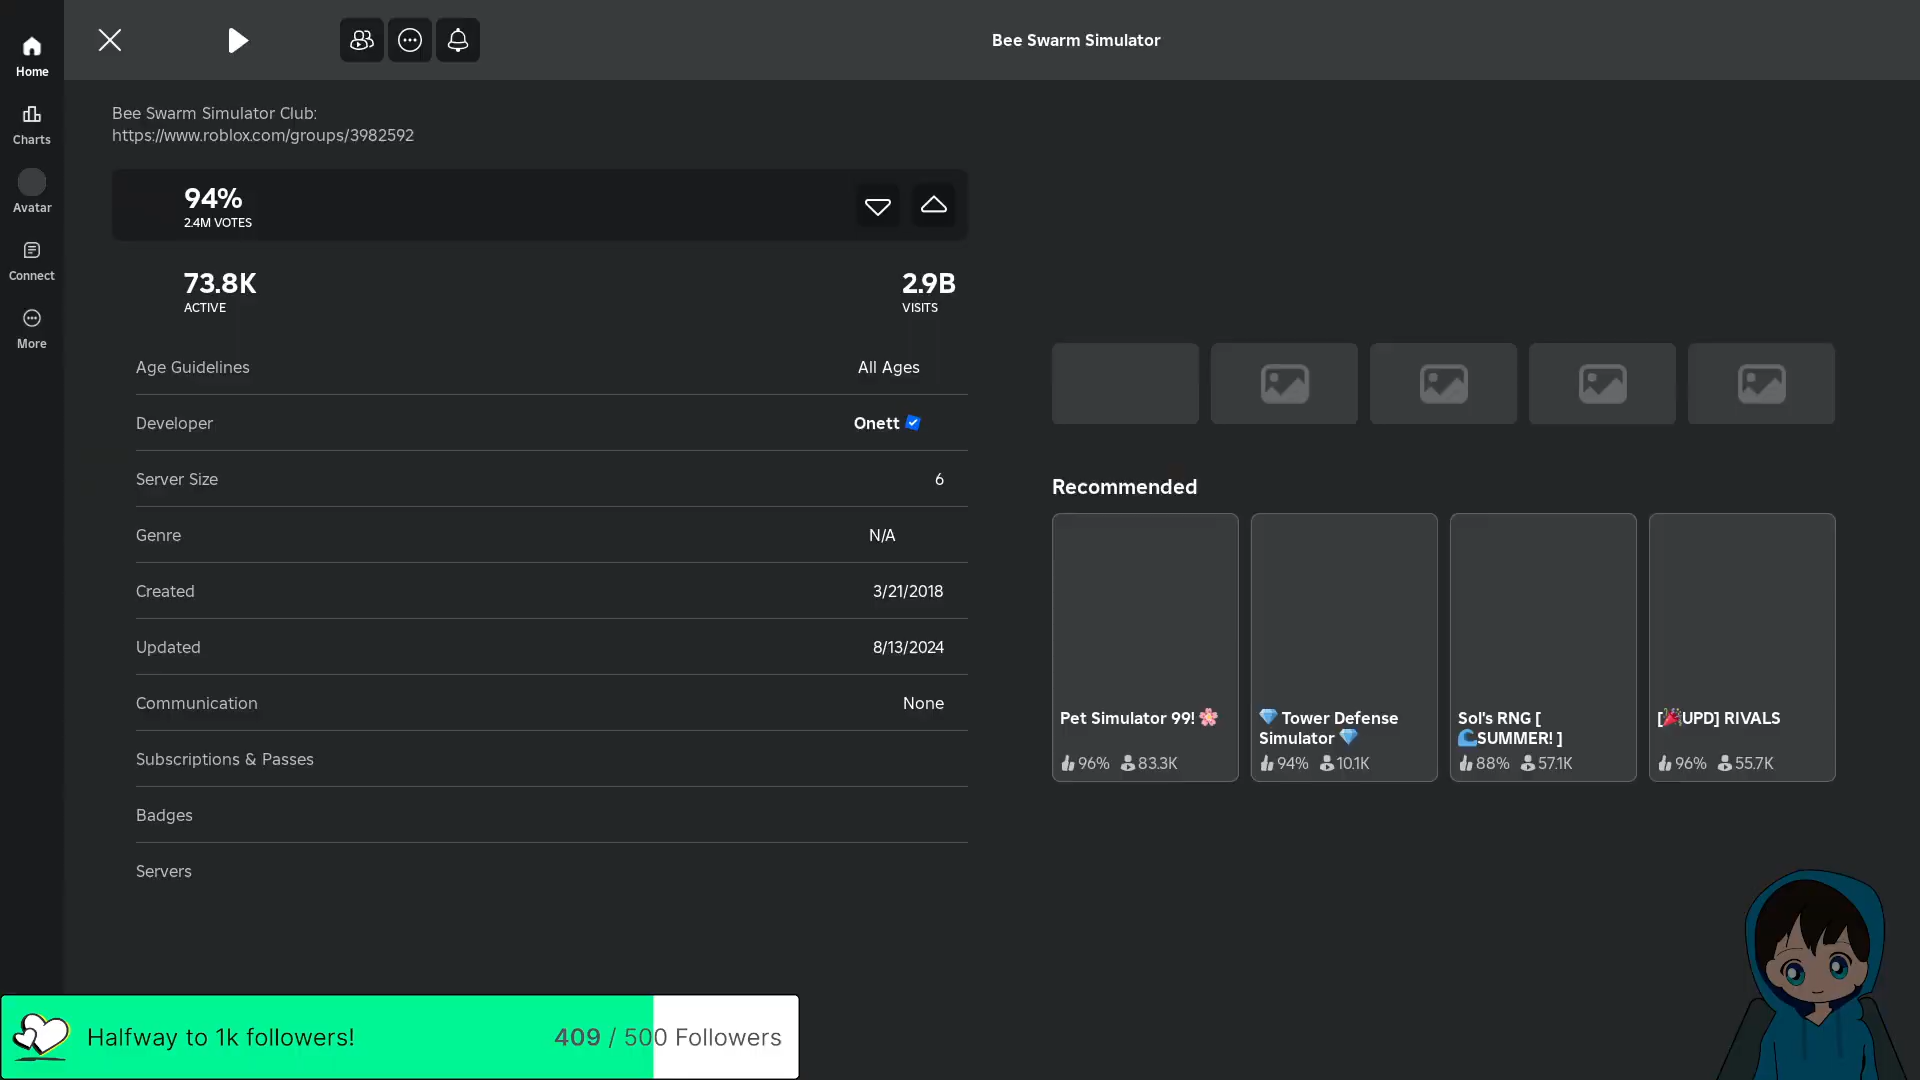 Bee Swarm Simulator
Home
Charts
Avatar
Connect
More
Bee Swarm Simulator Club:
https://www.roblox.com/groups/3982592
94%
2.4M VOTES
73.8K
ACTIVE
2.9B
VISITS
Age Guidelines
All Ages
Developer
Onett
Server Size
6
Genre
N/A
Created
3/21/2018
Updated
8/13/2024
Communication
None
Subscriptions & Passes
Badges
Servers
Recommended
Pet Simulator 99! 🌸
96% 83.3K
💎 Tower Defense
Simulator 💎
94% 10.1K
Sol's RNG [
🌊SUMMER! ]
88% 57.1K
[🎉UPD] RIVALS
96% 55.7K
Halfway to 1k followers!
409 / 500 Followers